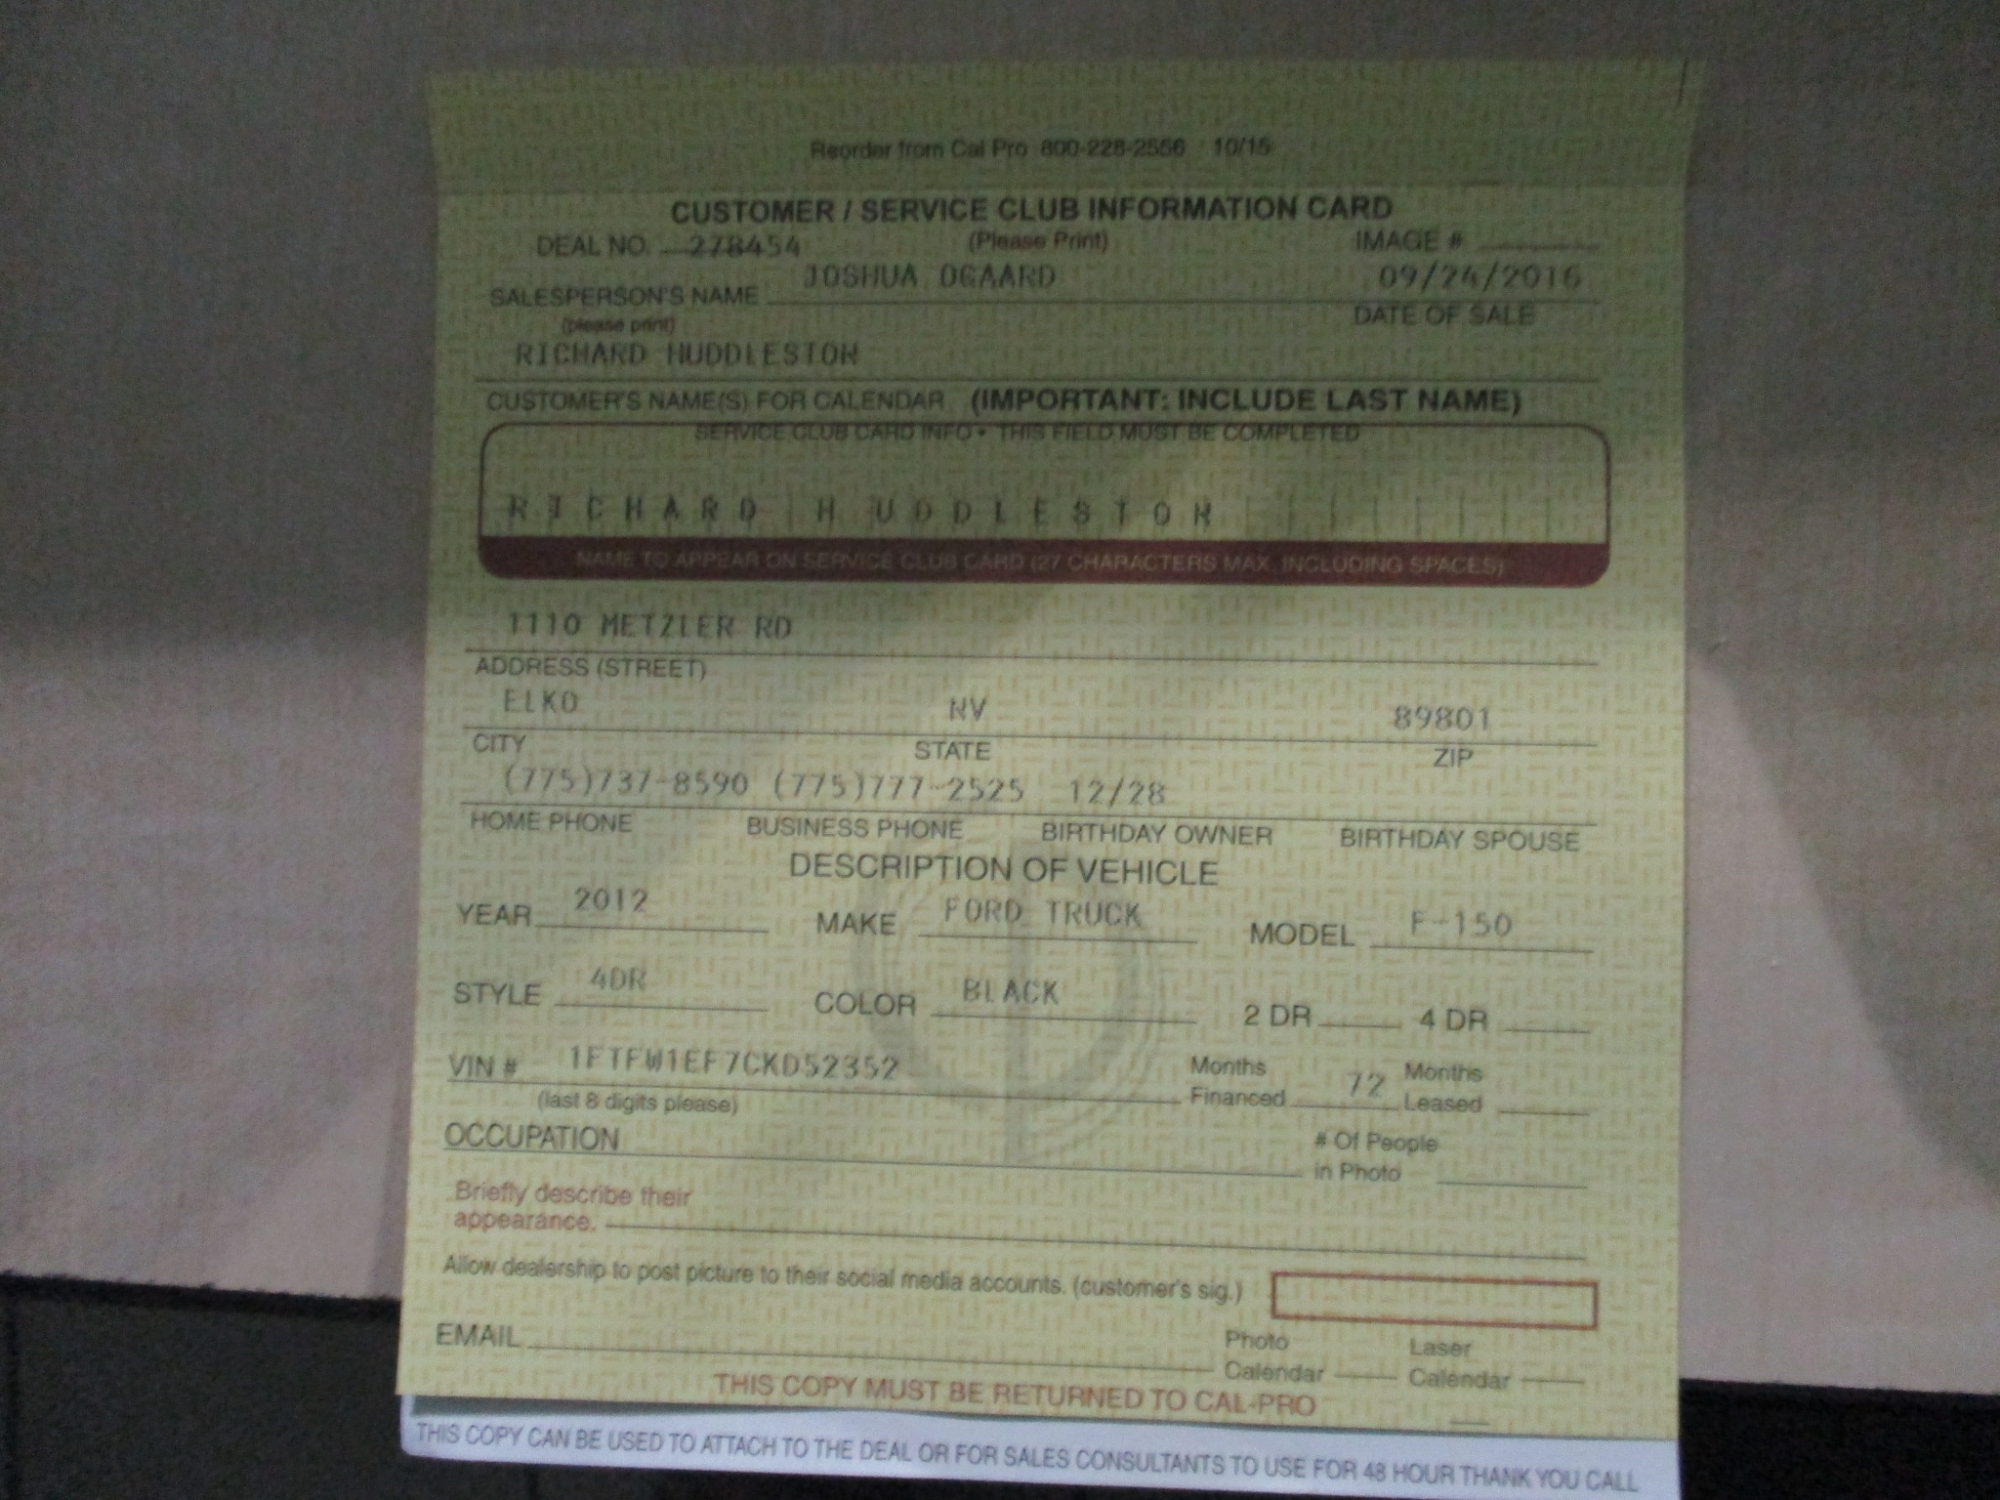 Reorder from Cal Pro 800-228-2556 10/15
CUSTOMER / SERVICE CLUB INFORMATION CARD
DEAL NO. 278454 (Please Print) IMAGE #
JOSHUA OGAARD 09/24/2016
SALESPERSON'S NAME DATE OF SALE
(please print)
RICHARD HUDDLESTON
CUSTOMER'S NAME(S) FOR CALENDAR (IMPORTANT: INCLUDE LAST NAME)
SERVICE CLUB CARD INFO • THIS FIELD MUST BE COMPLETED
RICHARD HUDDLESTON
NAME TO APPEAR ON SERVICE CLUB CARD (27 CHARACTERS MAX. INCLUDING SPACES)
1110 METZLER RD
ADDRESS (STREET)
ELKO NV 89801
CITY STATE ZIP
(775)737-8590 (775)777-2525 12/28
HOME PHONE BUSINESS PHONE BIRTHDAY OWNER BIRTHDAY SPOUSE
DESCRIPTION OF VEHICLE
YEAR 2012 MAKE FORD TRUCK MODEL F-150
STYLE 4DR COLOR BLACK 2 DR 4 DR
VIN # 1FTFW1EF7CKD52352 Months Financed 72 Months Leased
(last 8 digits please)
OCCUPATION # Of People in Photo
Briefly describe their
appearance.
Allow dealership to post picture to their social media accounts. (customer's sig.)
EMAIL Photo Calendar Laser Calendar
THIS COPY MUST BE RETURNED TO CAL-PRO
THIS COPY CAN BE USED TO ATTACH TO THE DEAL OR FOR SALES CONSULTANTS TO USE FOR 48 HOUR THANK YOU CALL